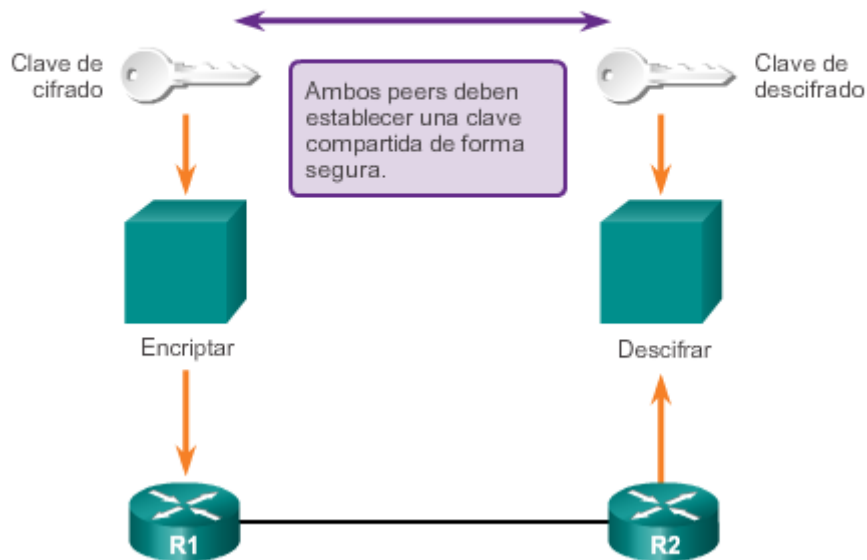 Clave de
cifrado
Ambos peers deben
establecer una clave
compartida de forma
segura.
Clave de
descifrado
Encriptar
Descifrar
R1
R2